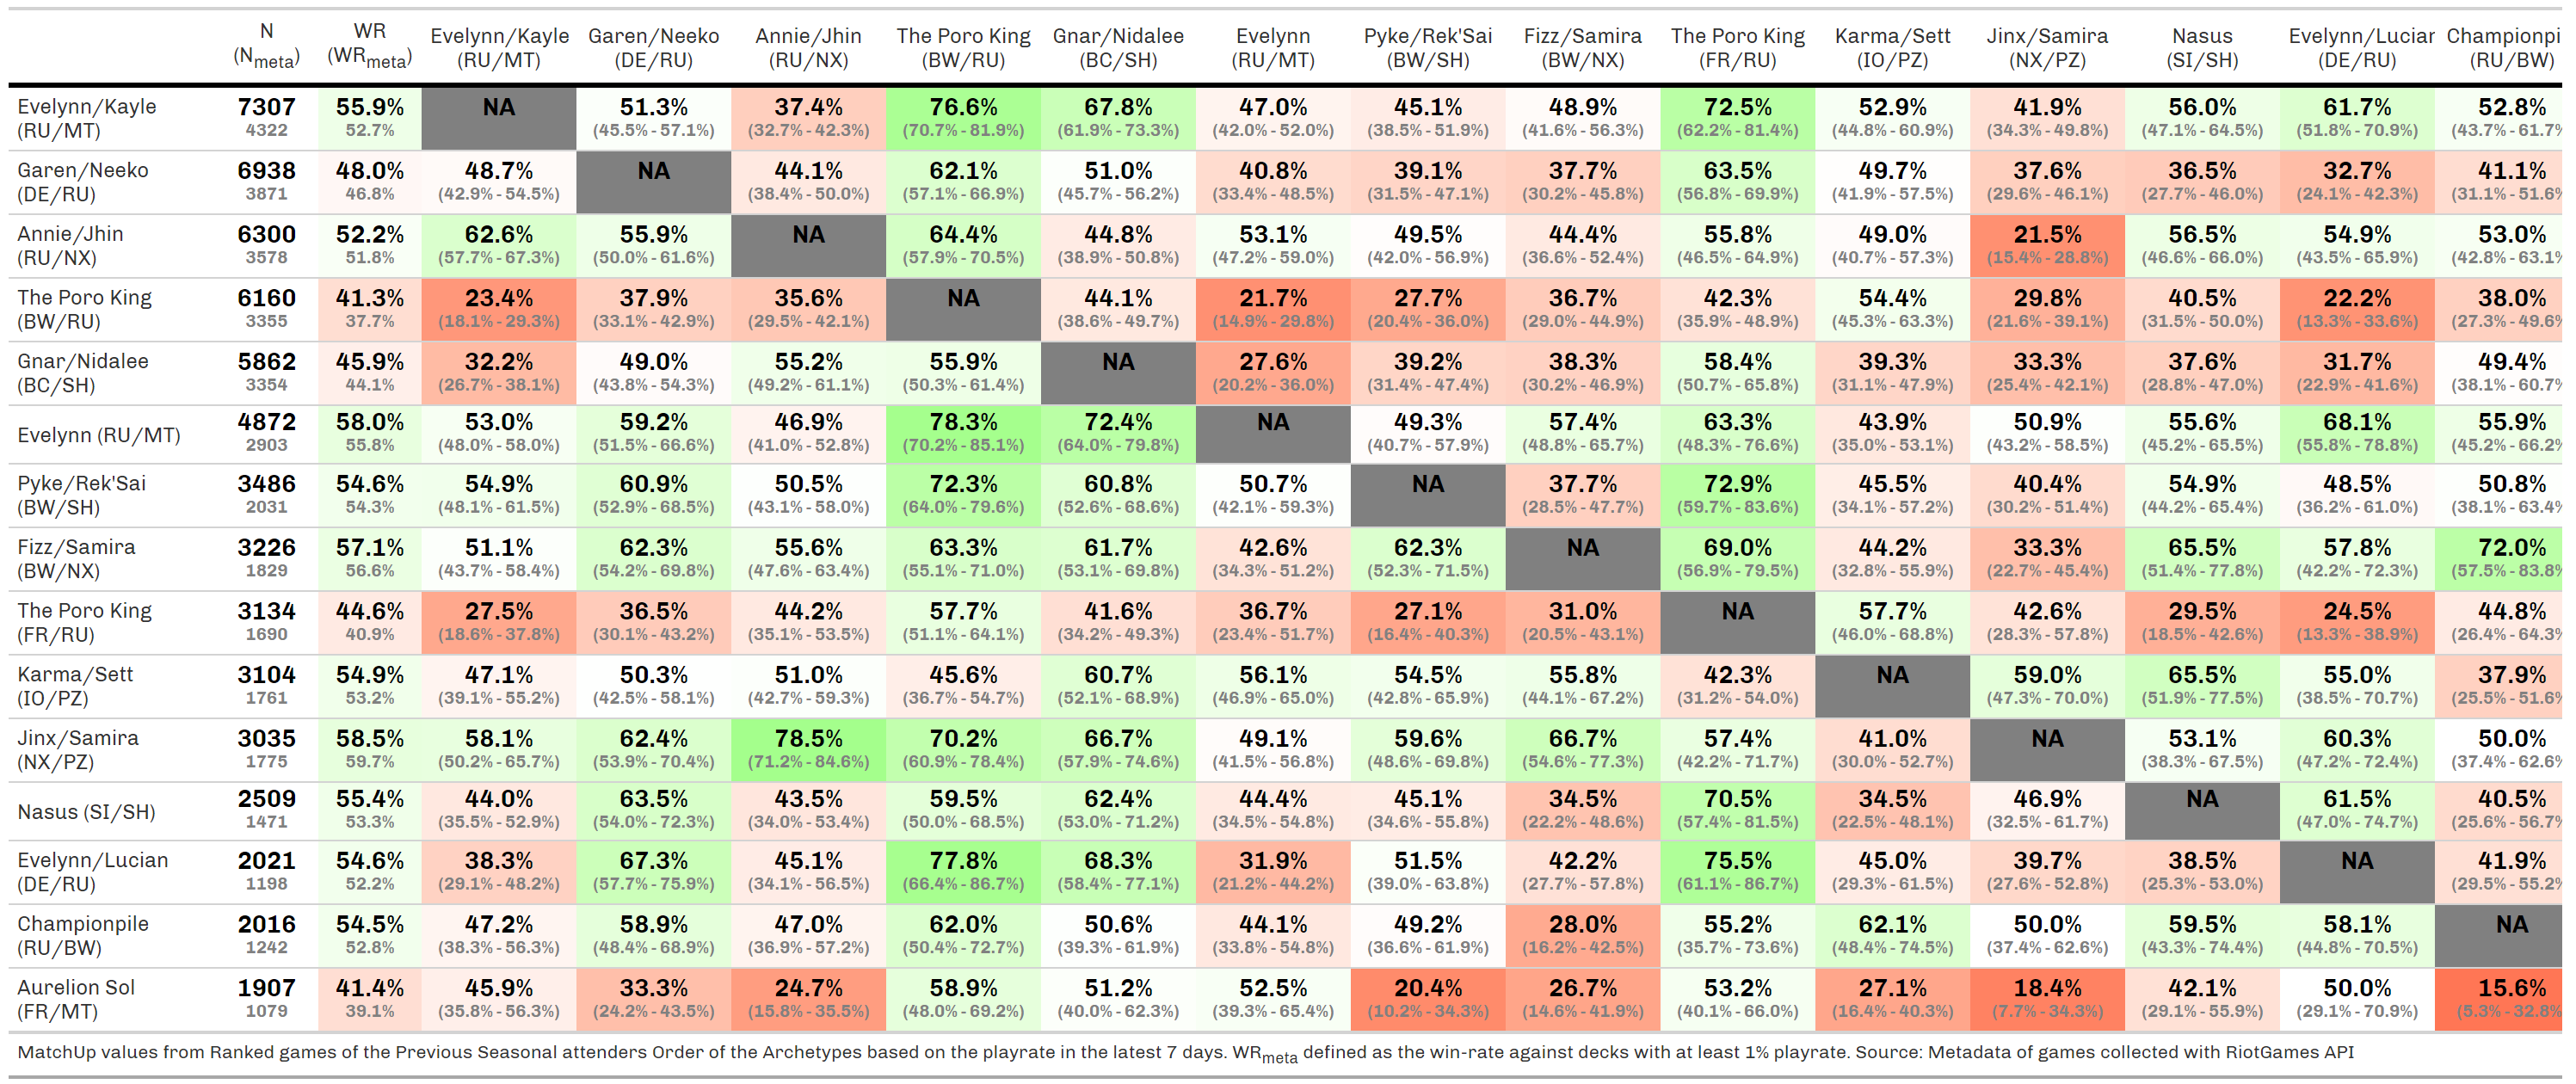 N WR Evelynn/Kayle Garen/Neeko Annie/Jhin The Poro King Gnar/Nidalee Evelynn Pyke/Rek'Sai Fizz/Samira The Poro King Karma/Sett Jinx/Samira Nasus Evelynn/Lucian Championpi
(Nmeta) (WRmeta) (RU/MT) (DE/RU) (RU/NX) (BW/RU) (BC/SH) (RU/MT) (BW/SH) (BW/NX) (FR/RU) (IO/PZ) (NX/PZ) (SI/SH) (DE/RU) (RU/BW)
Evelynn/Kayle 7307 55.9% NA 51.3% 37.4% 76.6% 67.8% 47.0% 45.1% 48.9% 72.5% 52.9% 41.9% 56.0% 61.7% 52.8%
(RU/MT) 4322 52.7% (45.5% - 57.1%) (32.7% - 42.3%) (70.7% - 81.9%) (61.9% - 73.3%) (42.0% - 52.0%) (38.5% - 51.9%) (41.6% - 56.3%) (62.2% - 81.4%) (44.8% - 60.9%) (34.3% - 49.8%) (47.1% - 64.5%) (51.8% - 70.9%) (43.7% - 61.7%
Garen/Neeko 6938 48.0% 48.7% NA 44.1% 62.1% 51.0% 40.8% 39.1% 37.7% 63.5% 49.7% 37.6% 36.5% 32.7% 41.1%
(DE/RU) 3871 46.8% (42.9% - 54.5%) (38.4% - 50.0%) (57.1% - 66.9%) (45.7% - 56.2%) (33.4% - 48.5%) (31.5% - 47.1%) (30.2% - 45.8%) (56.8% - 69.9%) (41.9% - 57.5%) (29.6% - 46.1%) (27.7% - 46.0%) (24.1% - 42.3%) (31.1% - 51.6%
Annie/Jhin 6300 52.2% 62.6% 55.9% NA 64.4% 44.8% 53.1% 49.5% 44.4% 55.8% 49.0% 21.5% 56.5% 54.9% 53.0%
(RU/NX) 3578 51.8% (57.7% - 67.3%) (50.0% - 61.6%) (57.9% - 70.5%) (38.9% - 50.8%) (47.2% - 59.0%) (42.0% - 56.9%) (36.6% - 52.4%) (46.5% - 64.9%) (40.7% - 57.3%) (15.4% - 28.8%) (46.6% - 66.0%) (43.5% - 65.9%) (42.8% - 63.1%
The Poro King 6160 41.3% 23.4% 37.9% 35.6% NA 44.1% 21.7% 27.7% 36.7% 42.3% 54.4% 29.8% 40.5% 22.2% 38.0%
(BW/RU) 3355 37.7% (18.1% - 29.3%) (33.1% - 42.9%) (29.5% - 42.1%) (38.6% - 49.7%) (14.9% - 29.8%) (20.4% - 36.0%) (29.0% - 44.9%) (35.9% - 48.9%) (45.3% - 63.3%) (21.6% - 39.1%) (31.5% - 50.0%) (13.3% - 33.6%) (27.3% - 49.6%
Gnar/Nidalee 5862 45.9% 32.2% 49.0% 55.2% 55.9% NA 27.6% 39.2% 38.3% 58.4% 39.3% 33.3% 37.6% 31.7% 49.4%
(BC/SH) 3354 44.1% (26.7% - 38.1%) (43.8% - 54.3%) (49.2% - 61.1%) (50.3% - 61.4%) (20.2% - 36.0%) (31.4% - 47.4%) (30.2% - 46.9%) (50.7% - 65.8%) (31.1% - 47.9%) (25.4% - 42.1%) (28.8% - 47.0%) (22.9% - 41.6%) (38.1% - 60.7%
Evelynn (RU/MT) 4872 58.0% 53.0% 59.2% 46.9% 78.3% 72.4% NA 49.3% 57.4% 63.3% 43.9% 50.9% 55.6% 68.1% 55.9%
2903 55.8% (48.0% - 58.0%) (51.5% - 66.6%) (41.0% - 52.8%) (70.2% - 85.1%) (64.0% - 79.8%) (40.7% - 57.9%) (48.8% - 65.7%) (48.3% - 76.6%) (35.0% - 53.1%) (43.2% - 58.5%) (45.2% - 65.5%) (55.8% - 78.8%) (45.2% - 66.2%
Pyke/Rek'Sai 3486 54.6% 54.9% 60.9% 50.5% 72.3% 60.8% 50.7% NA 37.7% 72.9% 45.5% 40.4% 54.9% 48.5% 50.8%
(BW/SH) 2031 54.3% (48.1% - 61.5%) (52.9% - 68.5%) (43.1% - 58.0%) (64.0% - 79.6%) (52.6% - 68.6%) (42.1% - 59.3%) (28.5% - 47.7%) (59.7% - 83.6%) (34.1% - 57.2%) (30.2% - 51.4%) (44.2% - 65.4%) (36.2% - 61.0%) (38.1% - 63.4%
Fizz/Samira 3226 57.1% 51.1% 62.3% 55.6% 63.3% 61.7% 42.6% 62.3% NA 69.0% 44.2% 33.3% 65.5% 57.8% 72.0%
(BW/NX) 1829 56.6% (43.7% - 58.4%) (54.2% - 69.8%) (47.6% - 63.4%) (55.1% - 71.0%) (53.1% - 69.8%) (34.3% - 51.2%) (52.3% - 71.5%) (56.9% - 79.5%) (32.8% - 55.9%) (22.7% - 45.4%) (51.4% - 77.8%) (42.2% - 72.3%) (57.5% - 83.8%
The Poro King 3134 44.6% 27.5% 36.5% 44.2% 57.7% 41.6% 36.7% 27.1% 31.0% NA 57.7% 42.6% 29.5% 24.5% 44.8%
(FR/RU) 1690 40.9% (18.6% - 37.8%) (30.1% - 43.2%) (35.1% - 53.5%) (51.1% - 64.1%) (34.2% - 49.3%) (23.4% - 51.7%) (16.4% - 40.3%) (20.5% - 43.1%) (46.0% - 68.8%) (28.3% - 57.8%) (18.5% - 42.6%) (13.3% - 38.9%) (26.4% - 64.3%
Karma/Sett 3104 54.9% 47.1% 50.3% 51.0% 45.6% 60.7% 56.1% 54.5% 55.8% 42.3% NA 59.0% 65.5% 55.0% 37.9%
(IO/PZ) 1761 53.2% (39.1% - 55.2%) (42.5% - 58.1%) (42.7% - 59.3%) (36.7% - 54.7%) (52.1% - 68.9%) (46.9% - 65.0%) (42.8% - 65.9%) (44.1% - 67.2%) (31.2% - 54.0%) (47.3% - 70.0%) (51.9% - 77.5%) (38.5% - 70.7%) (25.5% - 51.6%
Jinx/Samira 3035 58.5% 58.1% 62.4% 78.5% 70.2% 66.7% 49.1% 59.6% 66.7% 57.4% 41.0% NA 53.1% 60.3% 50.0%
(NX/PZ) 1775 59.7% (50.2% - 65.7%) (53.9% - 70.4%) (71.2% - 84.6%) (60.9% - 78.4%) (57.9% - 74.6%) (41.5% - 56.8%) (48.6% - 69.8%) (54.6% - 77.3%) (42.2% - 71.7%) (30.0% - 52.7%) (38.3% - 67.5%) (47.2% - 72.4%) (37.4% - 62.6%
Nasus (SI/SH) 2509 55.4% 44.0% 63.5% 43.5% 59.5% 62.4% 44.4% 45.1% 34.5% 70.5% 34.5% 46.9% NA 61.5% 40.5%
1471 53.3% (35.5% - 52.9%) (54.0% - 72.3%) (34.0% - 53.4%) (50.0% - 68.5%) (53.0% - 71.2%) (34.5% - 54.8%) (34.6% - 55.8%) (22.2% - 48.6%) (57.4% - 81.5%) (22.5% - 48.1%) (32.5% - 61.7%) (47.0% - 74.7%) (25.6% - 56.7%
Evelynn/Lucian 2021 54.6% 38.3% 67.3% 45.1% 77.8% 68.3% 31.9% 51.5% 42.2% 75.5% 45.0% 39.7% 38.5% NA 41.9%
(DE/RU) 1198 52.2% (29.1% - 48.2%) (57.7% - 75.9%) (34.1% - 56.5%) (66.4% - 86.7%) (58.4% - 77.1%) (21.2% - 44.2%) (39.0% - 63.8%) (27.7% - 57.8%) (61.1% - 86.7%) (29.3% - 61.5%) (27.6% - 52.8%) (25.3% - 53.0%) (29.5% - 55.2%
Championpile 2016 54.5% 47.2% 58.9% 47.0% 62.0% 50.6% 44.1% 49.2% 28.0% 55.2% 62.1% 50.0% 59.5% 58.1% NA
(RU/BW) 1242 52.8% (38.3% - 56.3%) (48.4% - 68.9%) (36.9% - 57.2%) (50.4% - 72.7%) (39.3% - 61.9%) (33.8% - 54.8%) (36.6% - 61.9%) (16.2% - 42.5%) (35.7% - 73.6%) (48.4% - 74.5%) (37.4% - 62.6%) (43.3% - 74.4%) (44.8% - 70.5%)
Aurelion Sol 1907 41.4% 45.9% 33.3% 24.7% 58.9% 51.2% 52.5% 20.4% 26.7% 53.2% 27.1% 18.4% 42.1% 50.0% 15.6%
(FR/MT) 1079 39.1% (35.8% - 56.3%) (24.2% - 43.5%) (15.8% - 35.5%) (48.0% - 69.2%) (40.0% - 62.3%) (39.3% - 65.4%) (10.2% - 34.3%) (14.6% - 41.9%) (40.1% - 66.0%) (16.4% - 40.3%) (7.7% - 34.3%) (29.1% - 55.9%) (29.1% - 70.9%) (5.3% - 32.8%
MatchUp values from Ranked games of the Previous Seasonal attenders Order of the Archetypes based on the playrate in the latest 7 days. WRmeta defined as the win-rate against decks with at least 1% playrate. Source: Metadata of games collected with RiotGames API